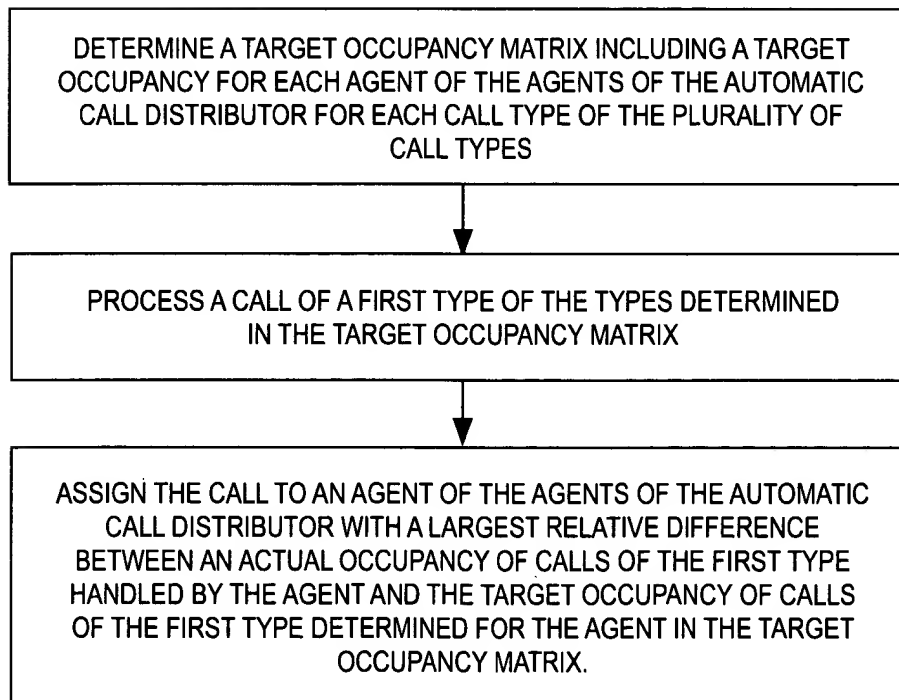 DETERMINE A TARGET OCCUPANCY MATRIX INCLUDING A TARGET
OCCUPANCY FOR EACH AGENT OF THE AGENTS OF THE AUTOMATIC
CALL DISTRIBUTOR FOR EACH CALL TYPE OF THE PLURALITY OF
CALL TYPES
PROCESS A CALL OF A FIRST TYPE OF THE TYPES DETERMINED
IN THE TARGET OCCUPANCY MATRIX
ASSIGN THE CALL TO AN AGENT OF THE AGENTS OF THE AUTOMATIC
CALL DISTRIBUTOR WITH A LARGEST RELATIVE DIFFERENCE
BETWEEN AN ACTUAL OCCUPANCY OF CALLS OF THE FIRST TYPE
HANDLED BY THE AGENT AND THE TARGET OCCUPANCY OF CALLS
OF THE FIRST TYPE DETERMINED FOR THE AGENT IN THE TARGET
OCCUPANCY MATRIX.